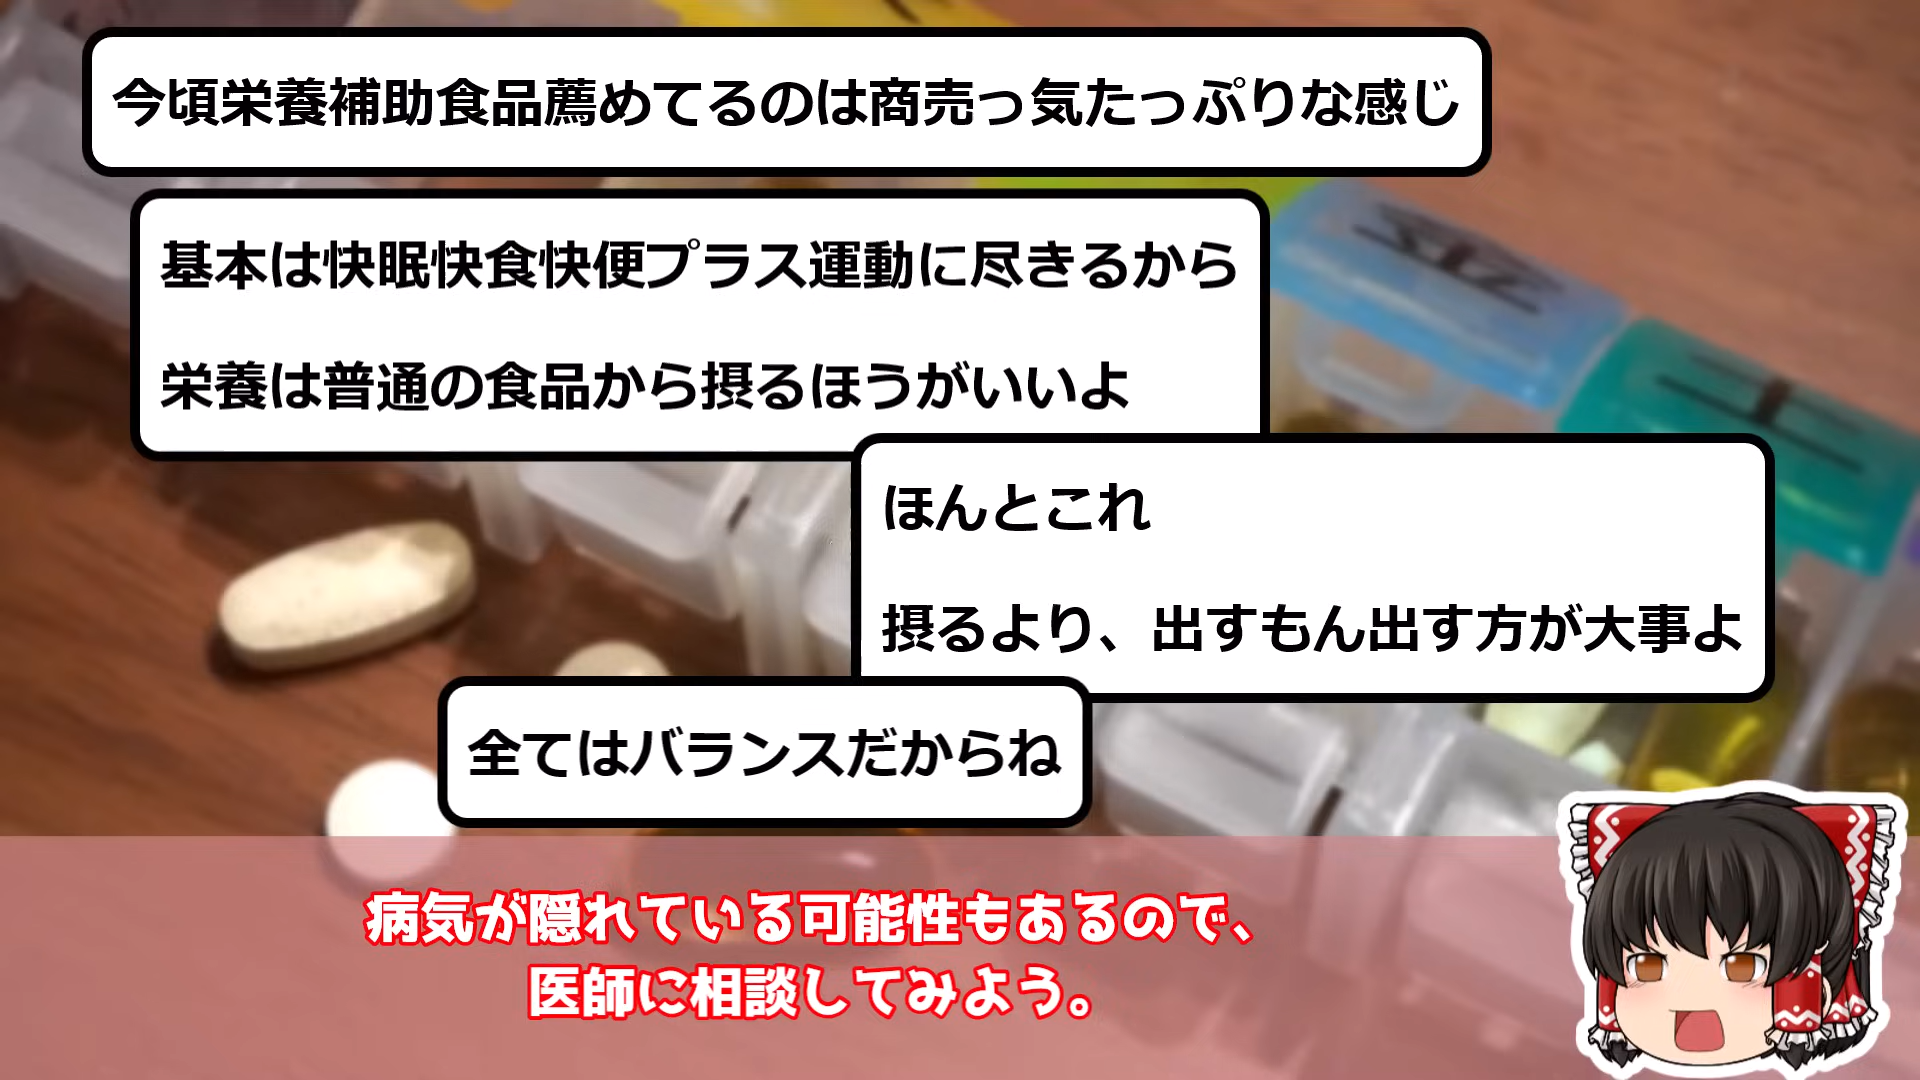 今頃栄養補助食品薦めてるのは商売っ気たっぷりな感じ
基本は快眠快食快便プラス運動に尽きるから
栄養は普通の食品から摂るほうがいいよ
ほんとこれ
摂るより、出すもん出す方が大事よ
全てはバランスだからね
病気が隠れている可能性もあるので、
医師に相談してみよう。